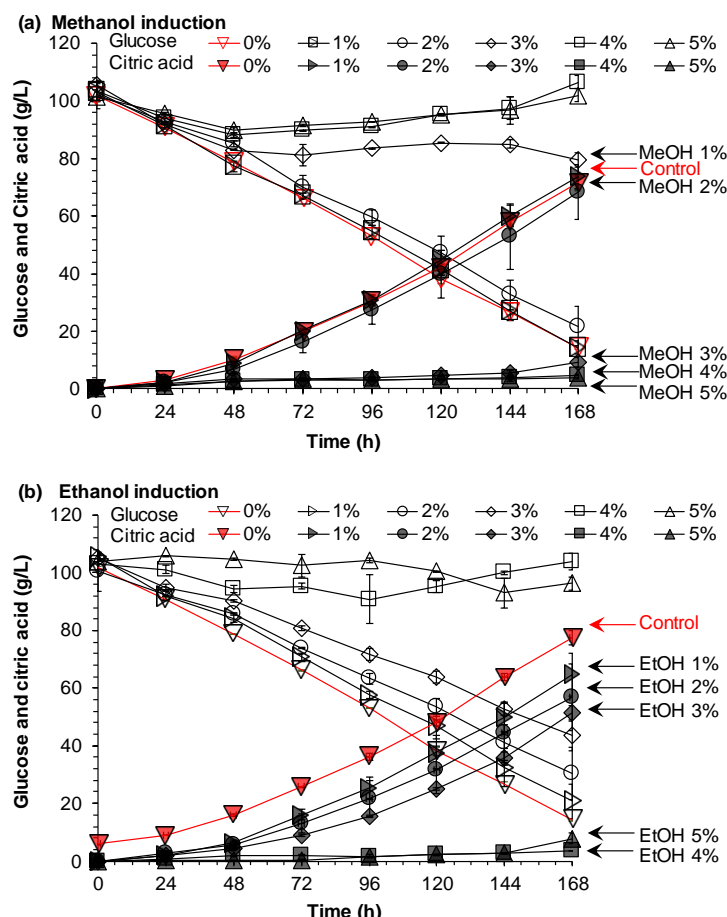 (a) Methanol induction
Glucose 0% 1% 2% 3% 4% 5%
Citric acid 0% 1% 2% 3% 4% 5%
Glucose and Citric acid (g/L)
120
100
80
60
40
20
0
MeOH 1%
Control
MeOH 2%
MeOH 3%
MeOH 4%
MeOH 5%
0 24 48 72 96 120 144 168
Time (h)
(b) Ethanol induction
Glucose 0% 1% 2% 3% 4% 5%
Citric acid 0% 1% 2% 3% 4% 5%
Glucose and citric acid (g/L)
120
100
80
60
40
20
0
Control
EtOH 1%
EtOH 2%
EtOH 3%
EtOH 5%
EtOH 4%
0 24 48 72 96 120 144 168
Time (h)